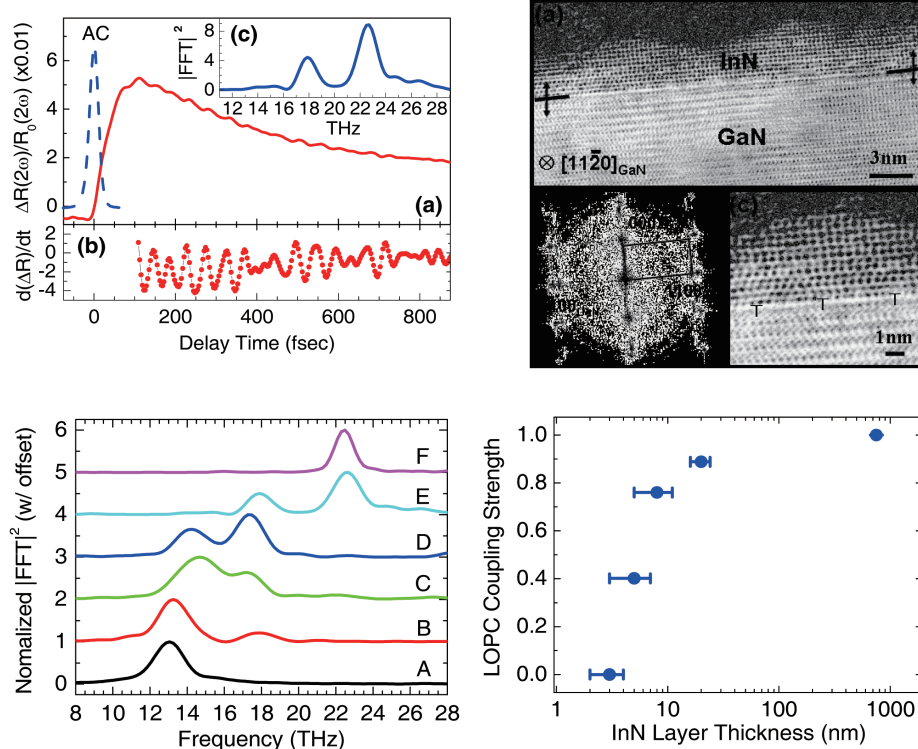 AC
(c)
|FFT|²
8
4
0
12 14 16 18 20 22 24 26 28
THz
ΔR(2ω)/R₀(2ω) (x0.01)
6
4
2
0
(a)
(b)
d(ΔR)/dt
0
-2
-4
0 200 400 600 800
Delay Time (fsec)
(a)
InN
GaN
⊗ [112̄0]GaN
3nm
(c)
1nm
Nomalized |FFT|² (w/ offset)
6
5
4
3
2
1
0
F
E
D
C
B
A
8 10 12 14 16 18 20 22 24 26 28
Frequency (THz)
LOPC Coupling Strength
1.0
0.8
0.6
0.4
0.2
0.0
1 10 100 1000
InN Layer Thickness (nm)